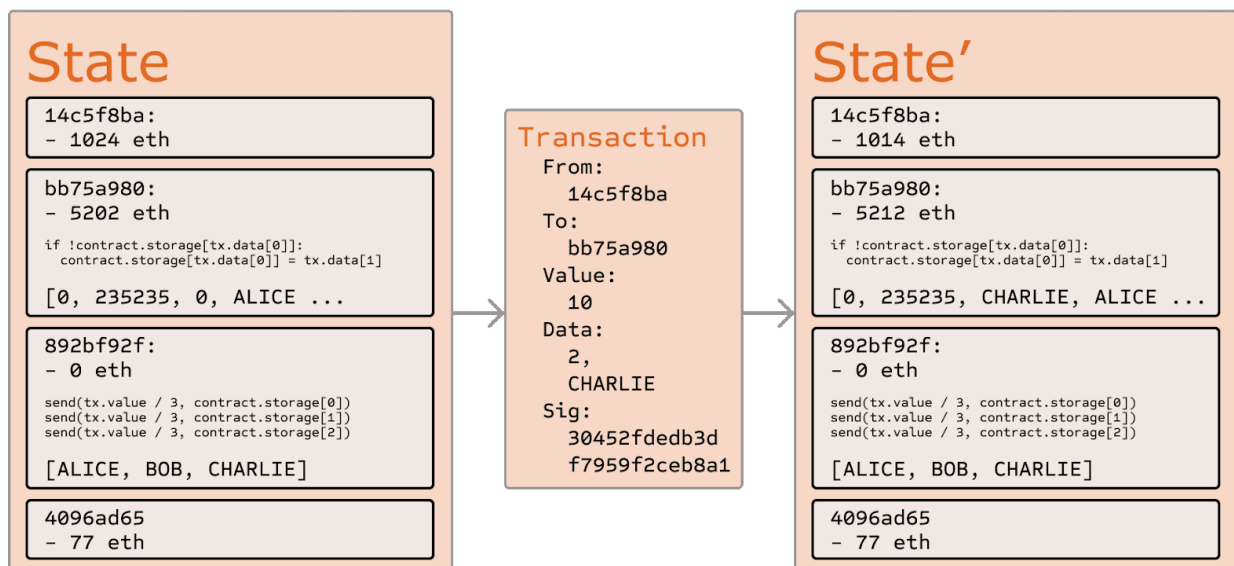 State
14c5f8ba:
– 1024 eth
bb75a980:
– 5202 eth
if !contract.storage[tx.data[0]]:
contract.storage[tx.data[0]] = tx.data[1]
[0, 235235, 0, ALICE ...
892bf92f:
– 0 eth
send(tx.value / 3, contract.storage[0])
send(tx.value / 3, contract.storage[1])
send(tx.value / 3, contract.storage[2])
[ALICE, BOB, CHARLIE]
4096ad65
– 77 eth
Transaction
From:
14c5f8ba
To:
bb75a980
Value:
10
Data:
2,
CHARLIE
Sig:
30452fdedb3d
f7959f2ceb8a1
State’
14c5f8ba:
– 1014 eth
bb75a980:
– 5212 eth
if !contract.storage[tx.data[0]]:
contract.storage[tx.data[0]] = tx.data[1]
[0, 235235, CHARLIE, ALICE ...
892bf92f:
– 0 eth
send(tx.value / 3, contract.storage[0])
send(tx.value / 3, contract.storage[1])
send(tx.value / 3, contract.storage[2])
[ALICE, BOB, CHARLIE]
4096ad65
– 77 eth